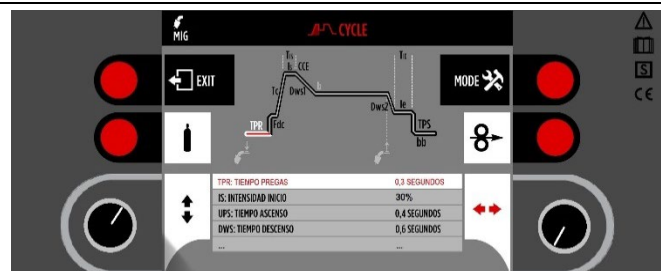 MIG
CYCLE
EXIT
MODE
Is
CCE
Tc
Dws1
Dws2
Ie
TPR
Fdc
TPS
bb
TPR: TIEMPO PREGAS 0,3 SEGUNDOS
IS: INTENSIDAD INICIO 30%
UPS: TIEMPO ASCENSO 0,4 SEGUNDOS
DWS: TIEMPO DESCENSO 0,6 SEGUNDOS
... ...
S
CE